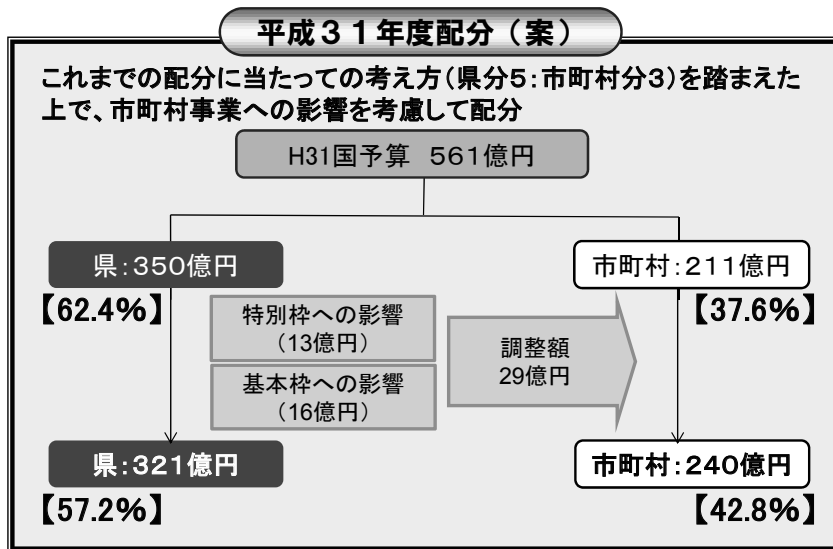 平成３１年度配分（案）
これまでの配分に当たっての考え方（県分５：市町村分３）を踏まえた
上で、市町村事業への影響を考慮して配分
H31国予算　561億円
県：350億円
市町村：211億円
【62.4%】
【37.6%】
特別枠への影響
（13億円）
調整額
29億円
基本枠への影響
（16億円）
県：321億円
市町村：240億円
【57.2%】
【42.8%】